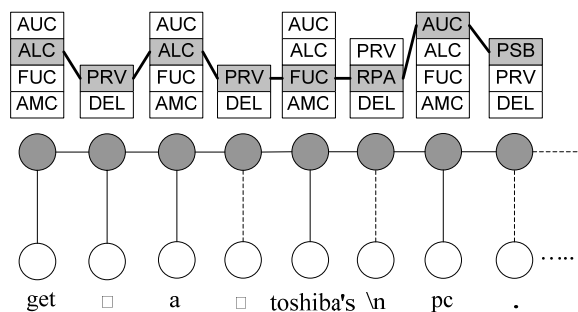 AUC AUC AUC AUC
ALC ALC ALC PRV ALC PSB
FUC PRV FUC PRV FUC RPA FUC PRV
AMC DEL AMC DEL AMC DEL AMC DEL
get □ a □ toshiba's \n pc .